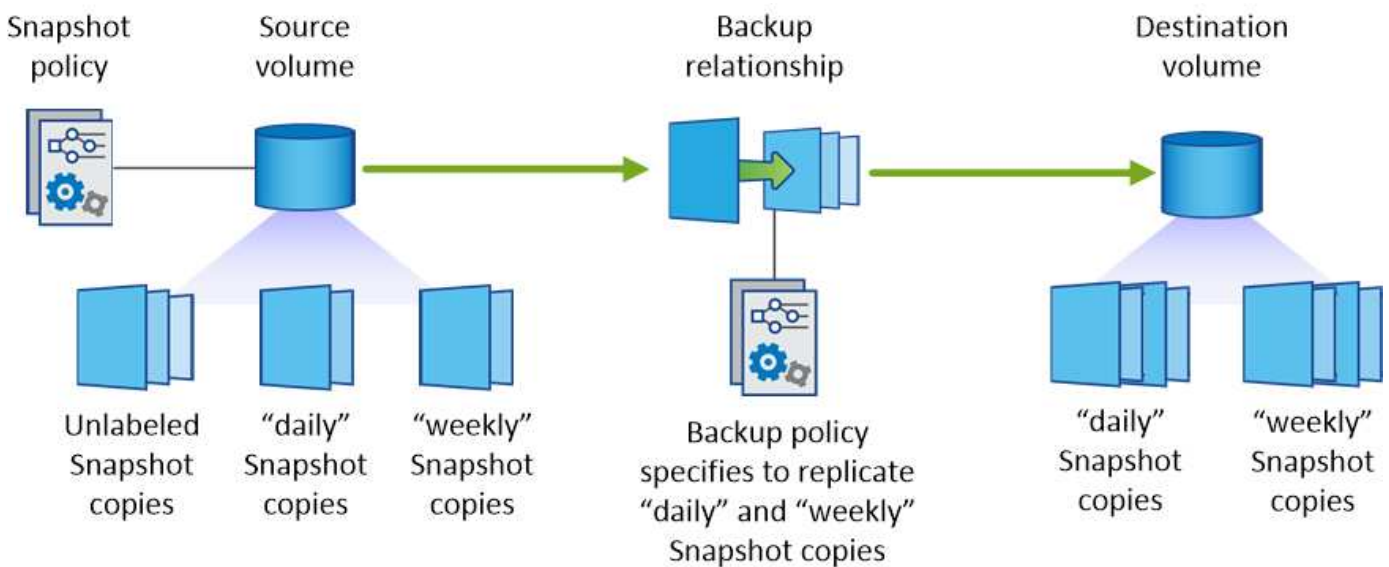 Snapshot
policy
Source
volume
Backup
relationship
Destination
volume
Unlabeled
Snapshot
copies
“daily”
Snapshot
copies
“weekly”
Snapshot
copies
Backup policy
specifies to replicate
“daily” and “weekly”
Snapshot copies
“daily”
Snapshot
copies
“weekly”
Snapshot
copies